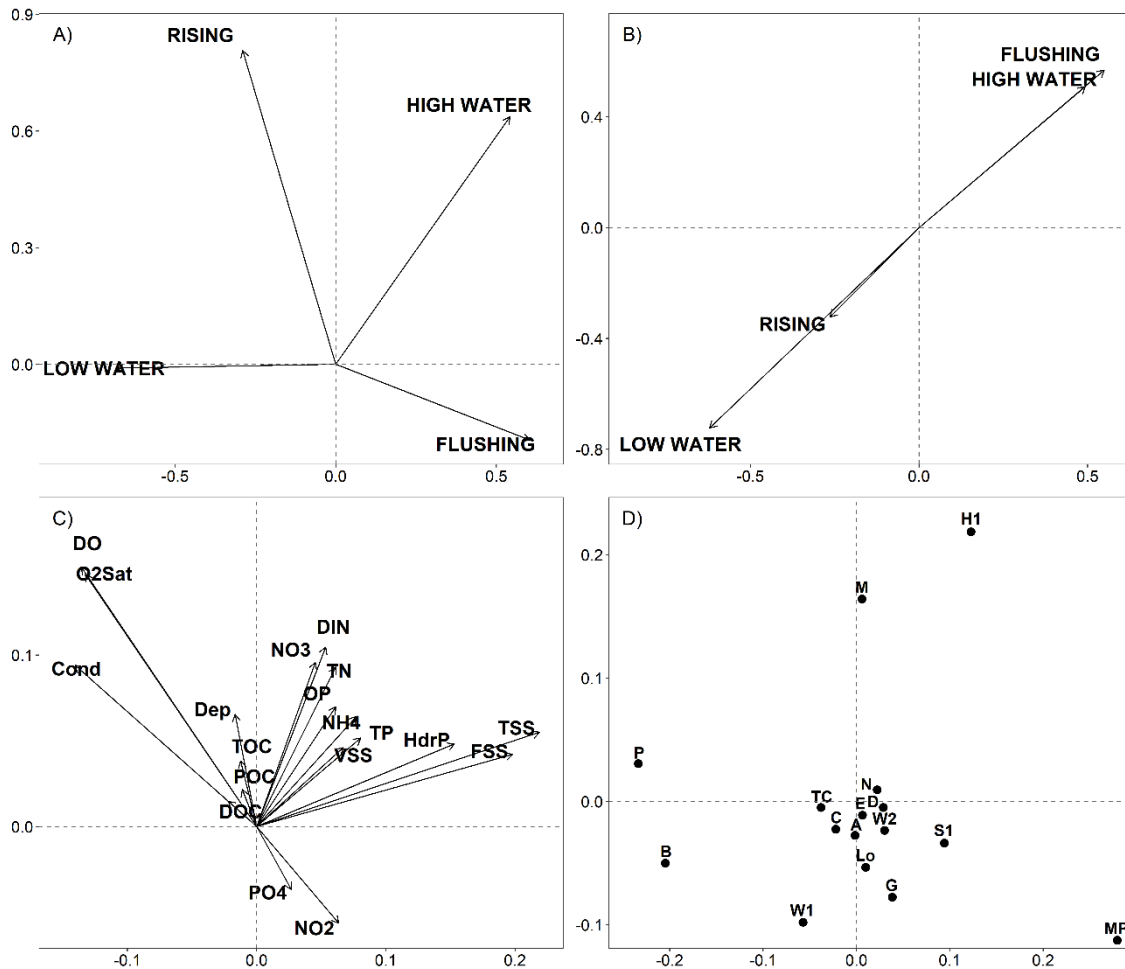 A)
0.9
RISING
HIGH WATER
0.6
0.3
0.0
LOW WATER
FLUSHING
-0.5
0.0
0.5
B)
FLUSHING
HIGH WATER
0.4
0.0
RISING
-0.4
LOW WATER
-0.8
-0.5
0.0
0.5
C)
DO
O2Sat
DIN
NO3
TN
0.1
Cond
OP
Dep
NH4
TP
TSS
TOC
HdrP
FSS
VSS
POC
DOC
0.0
PO4
NO2
-0.1
0.0
0.1
0.2
D)
H1
0.2
M
0.1
P
N
0.0
TC
E
D
C
A
W2
S1
B
Lo
G
W1
-0.1
MP
-0.2
-0.1
0.0
0.1
0.2